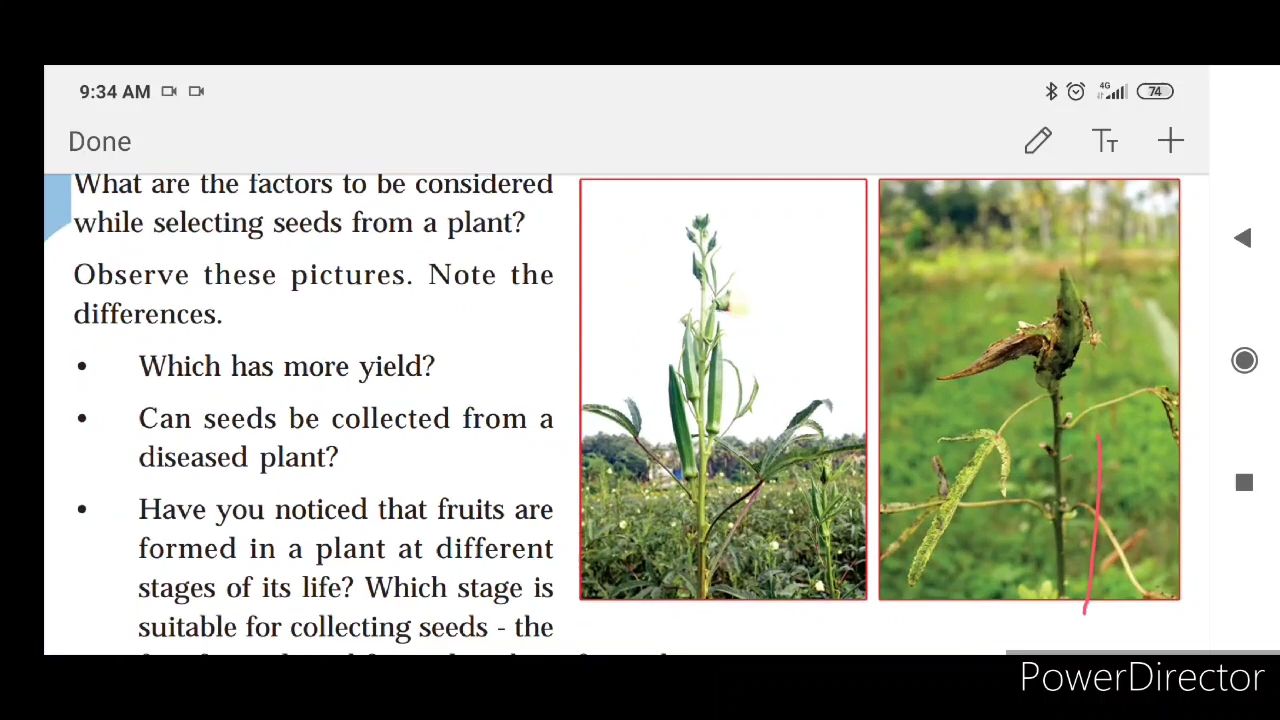 9:34 AM
4G
74
Done
What are the factors to be considered
while selecting seeds from a plant?
Observe these pictures. Note the
differences.
• Which has more yield?
• Can seeds be collected from a
diseased plant?
• Have you noticed that fruits are
formed in a plant at different
stages of its life? Which stage is
suitable for collecting seeds - the
PowerDirector